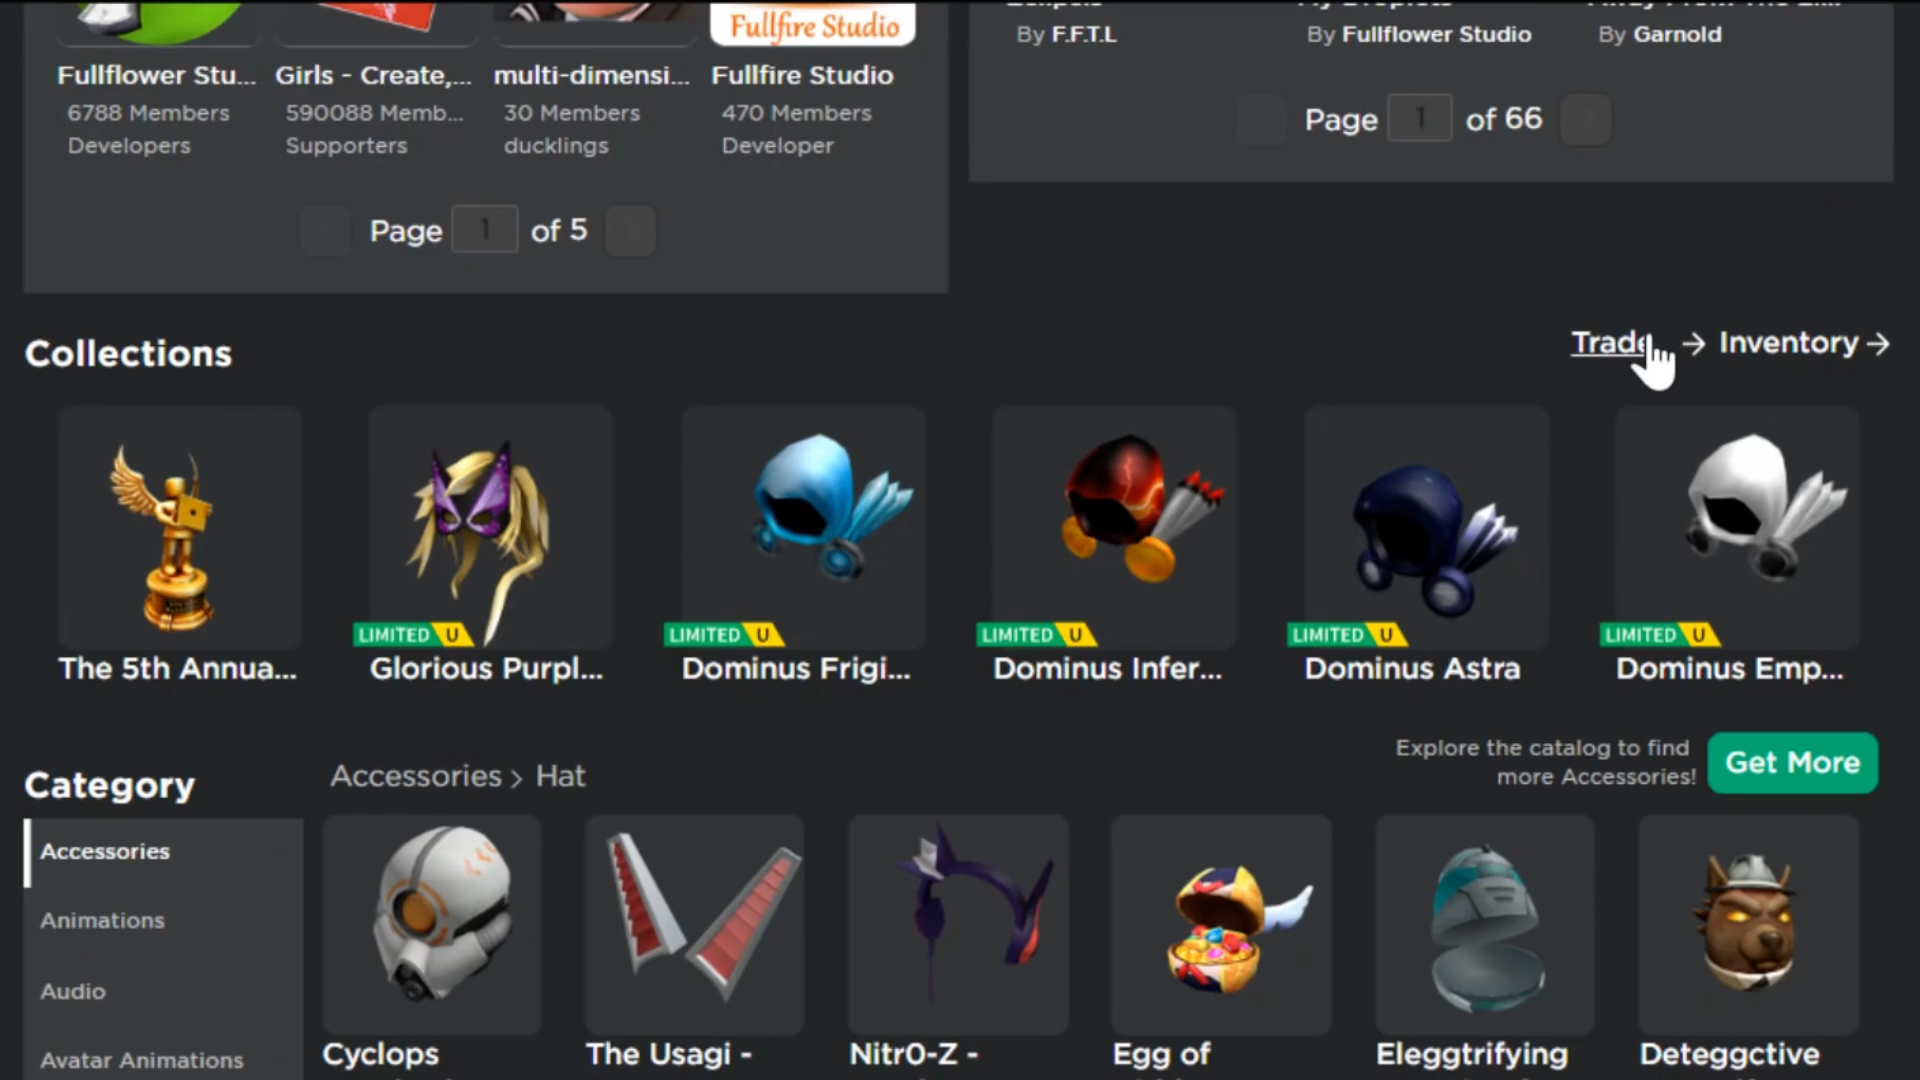 Fullfire Studio
Fullflower Stu...
6788 Members
Developers
Girls - Create,...
590088 Memb...
Supporters
multi-dimensi...
30 Members
ducklings
Fullfire Studio
470 Members
Developer
Page 1 of 5
By F.F.T.L
By Fullflower Studio
By Garnold
Page 1 of 66
Collections
Trade → Inventory →
LIMITED U
LIMITED U
LIMITED U
LIMITED U
LIMITED U
The 5th Annua...
Glorious Purpl...
Dominus Frigi...
Dominus Infer...
Dominus Astra
Dominus Emp...
Category
Accessories > Hat
Explore the catalog to find
more Accessories!
Get More
Accessories
Animations
Audio
Avatar Animations
Cyclops
The Usagi -
Nitr0-Z -
Egg of
Eleggtrifying
Deteggctive